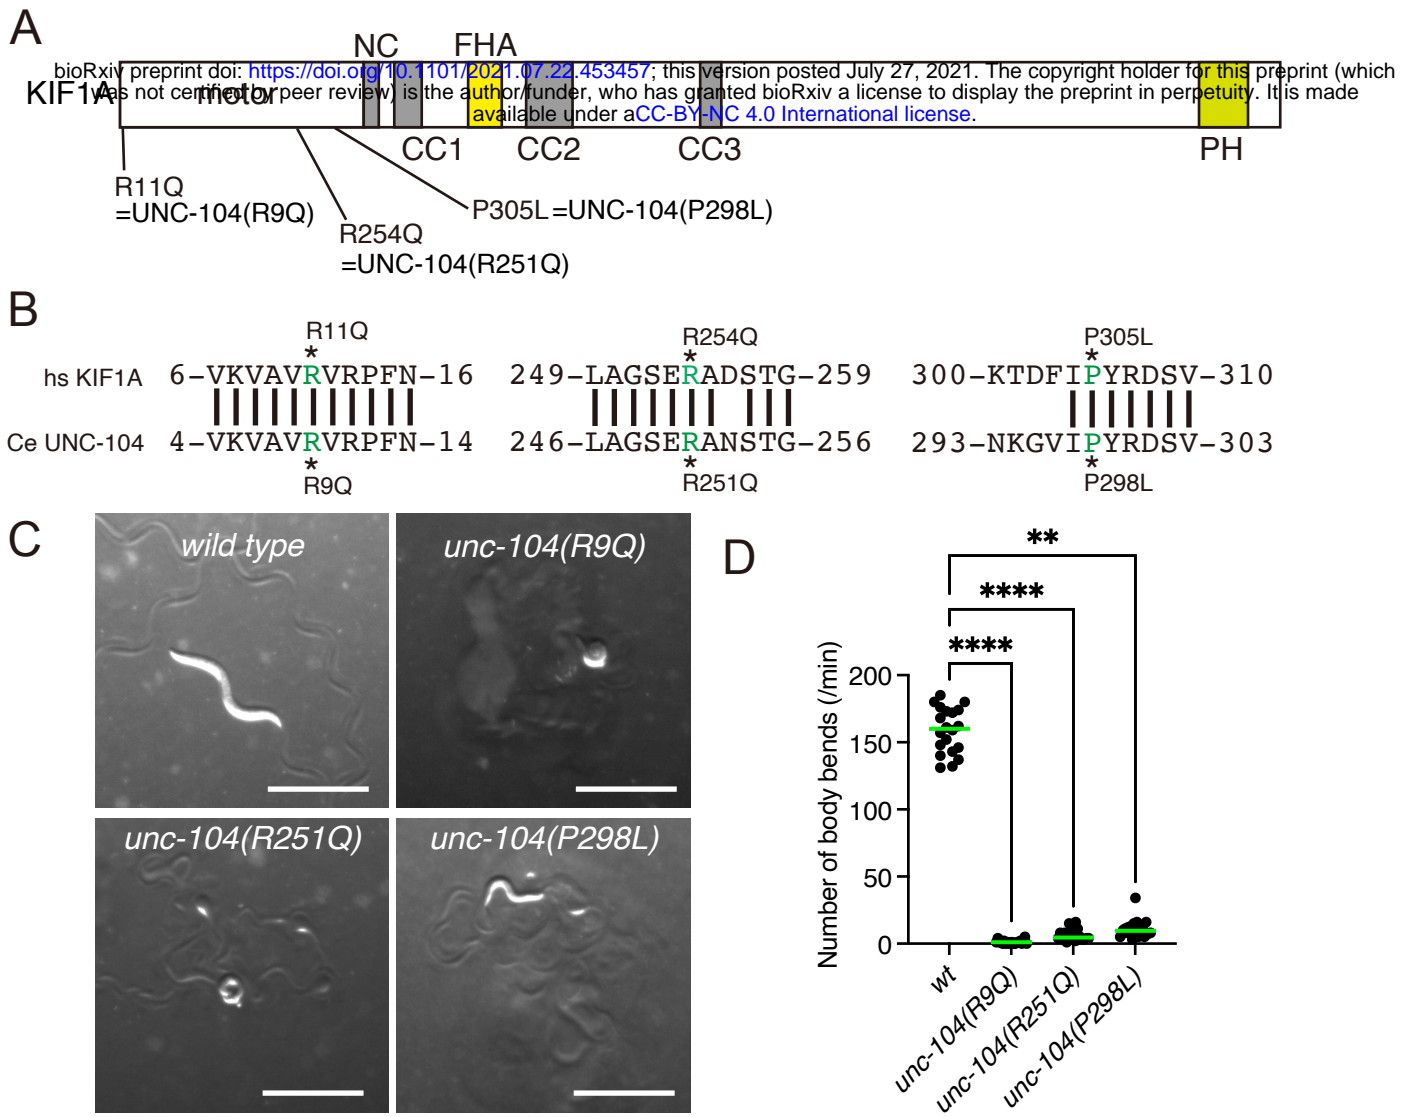 A
NC
FHA
bioRxiv preprint doi: https://doi.org/10.1101/2021.07.22.453457; this version posted July 27, 2021. The copyright holder for this preprint (which
KIF1A
motor
was not certified by peer review) is the author/funder, who has granted bioRxiv a license to display the preprint in perpetuity. It is made
available under aCC-BY-NC 4.0 International license.
CC1
CC2
CC3
PH
R11Q
=UNC-104(R9Q)
P305L=UNC-104(P298L)
R254Q
=UNC-104(R251Q)
B
R11Q
R254Q
P305L
*
*
*
hs KIF1A 6-VKVAVRVRPFN-16 249-LAGSERADSTG-259 300-KTDFIPYRDSV-310
Ce UNC-104 4-VKVAVRVRPFN-14 246-LAGSERANSTG-256 293-NKGVIPYRDSV-303
*
*
*
R9Q
R251Q
P298L
C
wild type
unc-104(R9Q)
unc-104(R251Q)
unc-104(P298L)
D
**
****
****
Number of body bends (/min)
200
150
100
50
0
wt
unc-104(R9Q)
unc-104(R251Q)
unc-104(P298L)